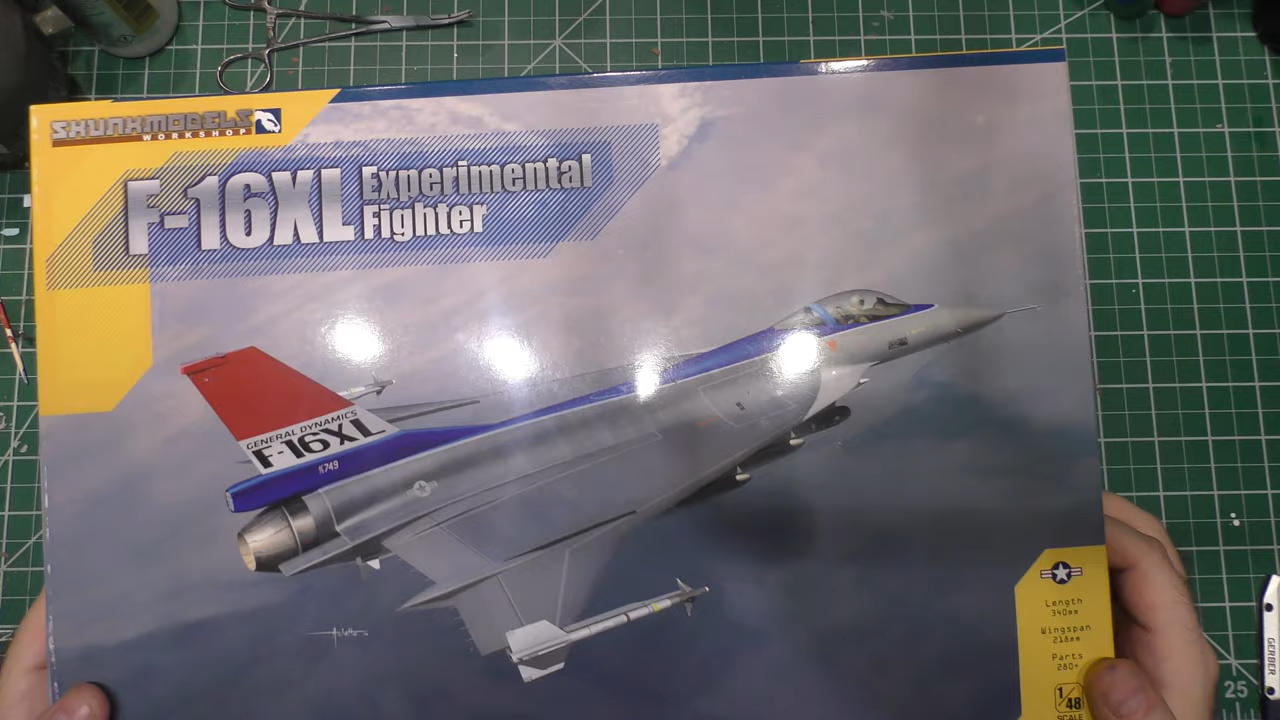 SKUNKMODELS
WORKSHOP
F-16XL Experimental
Fighter
GENERAL DYNAMICS
F-16XL
Length
340mm
Wingspan
218mm
Parts
280+
1/48
SCALE
GERBER
25